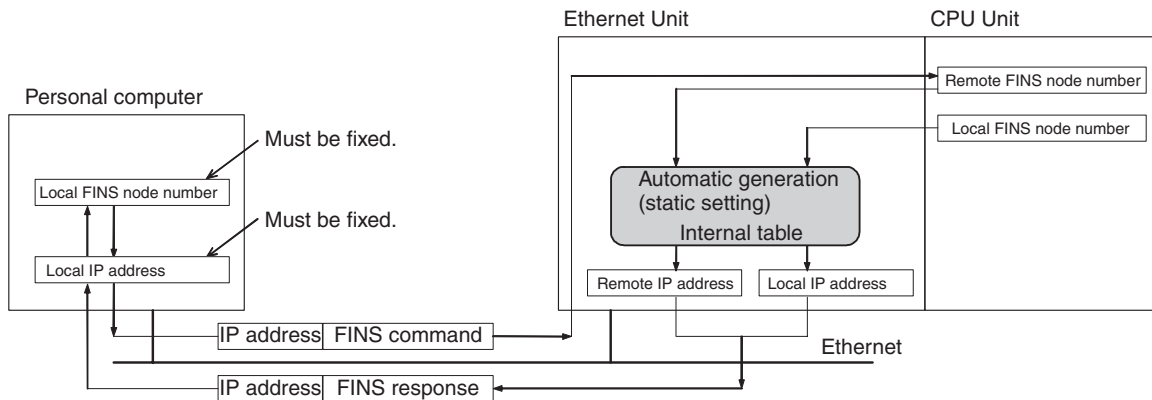 Ethernet Unit
CPU Unit
Remote FINS node number
Personal computer
Local FINS node number
Must be fixed.
Automatic generation
(static setting)
Internal table
Local FINS node number
Must be fixed.
Local IP address
Remote IP address
Local IP address
IP address
FINS command
Ethernet
IP address
FINS response